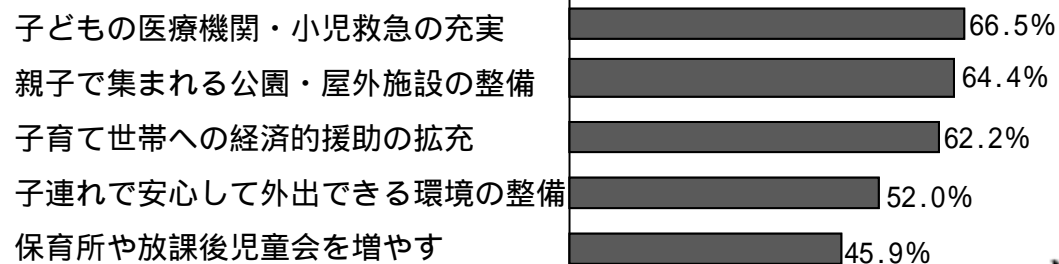 子どもの医療機関・小児救急の充実 66.5%
親子で集まれる公園・屋外施設の整備 64.4%
子育て世帯への経済的援助の拡充 62.2%
子連れで安心して外出できる環境の整備 52.0%
保育所や放課後児童会を増やす 45.9%